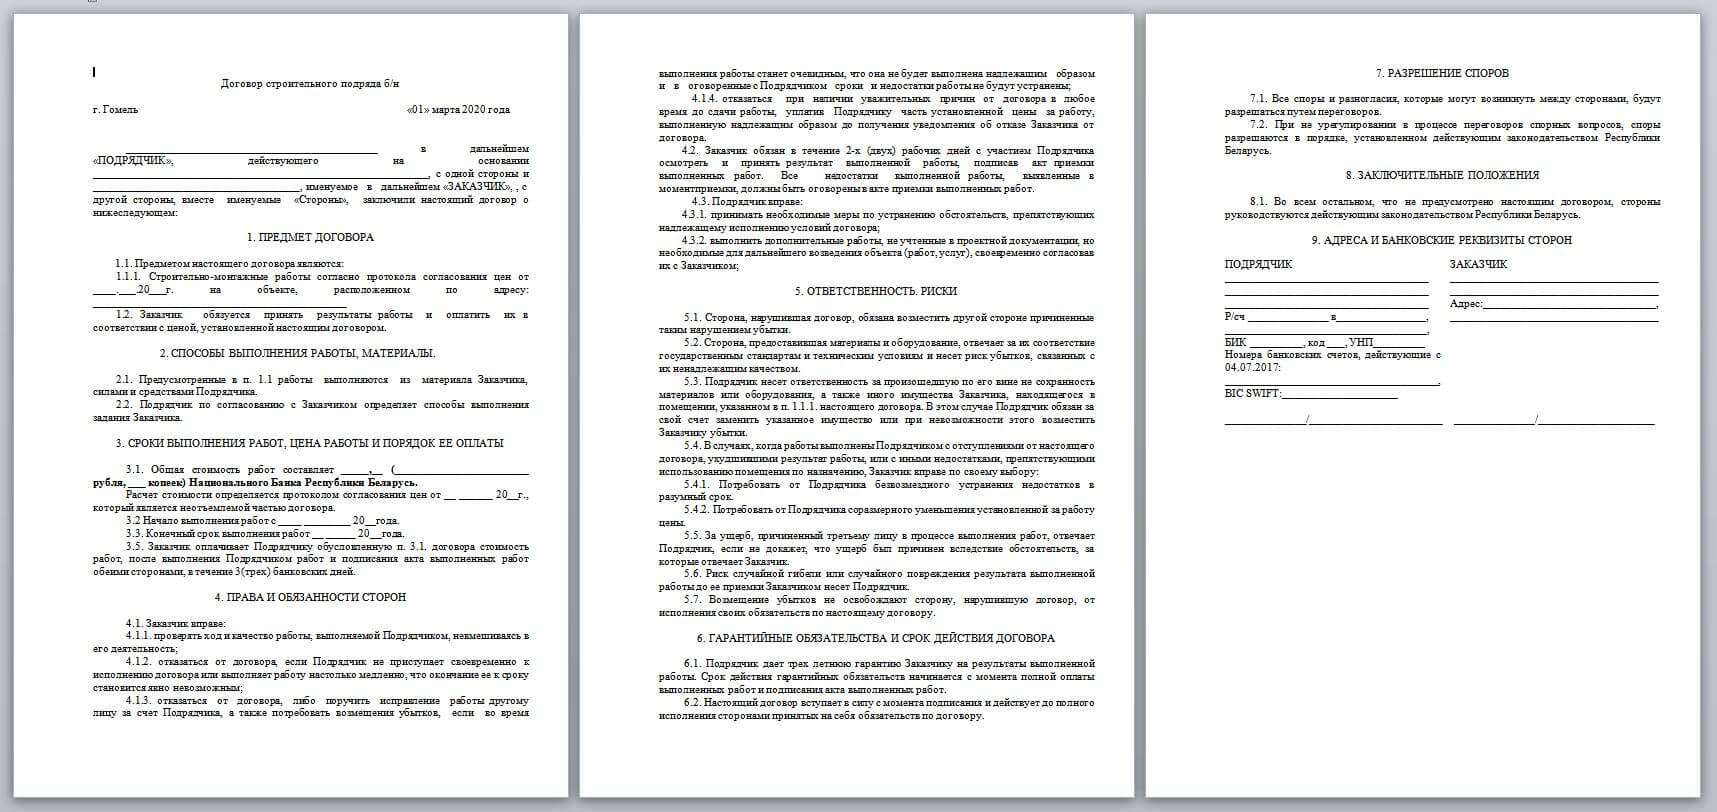 Договор строительного подряда б/н
г. Гомель «01» марта 2020 года
__________________________________________ в дальнейшем
«ПОДРЯДЧИК», действующего на основании
________________________________________________________, с одной стороны и
__________________________________, именуемое в дальнейшем «ЗАКАЗЧИК», , с
другой стороны, вместе именуемые «Стороны», заключили настоящий договор о
нижеследующем:
1. ПРЕДМЕТ ДОГОВОРА
1.1. Предметом настоящего договора являются:
1.1.1. Строительно-монтажные работы согласно протокола согласования цен от
____.___.20___г. на объекте, расположенном по адресу:
__________________________________________
1.2. Заказчик обязуется принять результаты работы и оплатить их в
соответствии с ценой, установленной настоящим договором.
2. СПОСОБЫ ВЫПОЛНЕНИЯ РАБОТЫ, МАТЕРИАЛЫ.
2.1. Предусмотренные в п. 1.1 работы выполняются из материала Заказчика,
силами и средствами Подрядчика.
2.2. Подрядчик по согласованию с Заказчиком определяет способы выполнения
задания Заказчика.
3. СРОКИ ВЫПОЛНЕНИЯ РАБОТ, ЦЕНА РАБОТЫ И ПОРЯДОК ЕЕ ОПЛАТЫ
3.1. Общая стоимость работ составляет _____,__ (______________________
рубля, ___ копеек) Национального Банка Республики Беларусь.
Расчет стоимости определяется протоколом согласования цен от __ ______ 20__г.,
который является неотъемлемой частью договора.
3.2 Начало выполнения работ с ____ ________ 20__года.
3.3. Конечный срок выполнения работ __ _____ 20__года.
3.5. Заказчик оплачивает Подрядчику обусловленную п. 3.1. договора стоимость
работ, после выполнения Подрядчиком работ и подписания акта выполненных работ
обеими сторонами, в течение 3(трех) банковских дней.
4. ПРАВА И ОБЯЗАННОСТИ СТОРОН
4.1. Заказчик вправе:
4.1.1. проверять ход и качество работы, выполняемой Подрядчиком, невмешиваясь в
его деятельность;
4.1.2. отказаться от договора, если Подрядчик не приступает своевременно к
исполнению договора или выполняет работу настолько медленно, что окончание ее к сроку
становится явно невозможным;
4.1.3. отказаться от договора, либо поручить исправление работы другому
лицу за счет Подрядчика, а также потребовать возмещения убытков, если во время
выполнения работы станет очевидным, что она не будет выполнена надлежащим образом
и в оговоренные с Подрядчиком сроки и недостатки работы не будут устранены;
4.1.4. отказаться при наличии уважительных причин от договора в любое
время до сдачи работы, уплатив Подрядчику часть установленной цены за работу,
выполненную надлежащим образом до получения уведомления об отказе Заказчика от
договора.
4.2. Заказчик обязан в течение 2-х (двух) рабочих дней с участием Подрядчика
осмотреть и принять результат выполненной работы, подписав акт приемки
выполненных работ. Все недостатки выполненной работы, выявленные в
моментприемки, должны быть оговорены в акте приемки выполненных работ.
4.3. Подрядчик вправе:
4.3.1. принимать необходимые меры по устранению обстоятельств, препятствующих
надлежащему исполнению условий договора;
4.3.2. выполнить дополнительные работы, не учтенные в проектной документации, но
необходимые для дальнейшего возведения объекта (работ, услуг), своевременно согласовав
их с Заказчиком;
5. ОТВЕТСТВЕННОСТЬ. РИСКИ
5.1. Сторона, нарушившая договор, обязана возместить другой стороне причиненные
таким нарушением убытки.
5.2. Сторона, предоставившая материалы и оборудование, отвечает за их соответствие
государственным стандартам и техническим условиям и несет риск убытков, связанных с
их ненадлежащим качеством.
5.3. Подрядчик несет ответственность за произошедшую по его вине не сохранность
материалов или оборудования, а также иного имущества Заказчика, находящегося в
помещении, указанном в п. 1.1.1. настоящего договора. В этом случае Подрядчик обязан за
свой счет заменить указанное имущество или при невозможности этого возместить
Заказчику убытки.
5.4. В случаях, когда работы выполнены Подрядчиком с отступлениями от настоящего
договора, ухудшившими результат работы, или с иными недостатками, препятствующими
использованию помещения по назначению, Заказчик вправе по своему выбору:
5.4.1. Потребовать от Подрядчика безвозмездного устранения недостатков в
разумный срок.
5.4.2. Потребовать от Подрядчика соразмерного уменьшения установленной за работу
цены.
5.5. За ущерб, причиненный третьему лицу в процессе выполнения работ, отвечает
Подрядчик, если не докажет, что ущерб был причинен вследствие обстоятельств, за
которые отвечает Заказчик.
5.6. Риск случайной гибели или случайного повреждения результата выполненной
работы до ее приемки Заказчиком несет Подрядчик.
5.7. Возмещение убытков не освобождают сторону, нарушившую договор, от
исполнения своих обязательств по настоящему договору.
6. ГАРАНТИЙНЫЕ ОБЯЗАТЕЛЬСТВА И СРОК ДЕЙСТВИЯ ДОГОВОРА
6.1. Подрядчик дает трех летнюю гарантию Заказчику на результаты выполненной
работы. Срок действия гарантийных обязательств начинается с момента полной оплаты
выполненных работ и подписания акта выполненных работ.
6.2. Настоящий договор вступает в силу с момента подписания и действует до полного
исполнения сторонами принятых на себя обязательств по договору.
7. РАЗРЕШЕНИЕ СПОРОВ
7.1. Все споры и разногласия, которые могут возникнуть между сторонами, будут
разрешаться путем переговоров.
7.2. При не урегулировании в процессе переговоров спорных вопросов, споры
разрешаются в порядке, установленном действующим законодательством Республики
Беларусь.
8. ЗАКЛЮЧИТЕЛЬНЫЕ ПОЛОЖЕНИЯ
8.1. Во всем остальном, что не предусмотрено настоящим договором, стороны
руководствуются действующим законодательством Республики Беларусь.
9. АДРЕСА И БАНКОВСКИЕ РЕКВИЗИТЫ СТОРОН
ПОДРЯДЧИК
__________________________________
__________________________________
__________________________________
Р/сч ______________ в_______________,
__________________________________,
БИК _________, код ___, УНП_________
Номера банковских счетов, действующие с
04.07.2017:
____________________________________,
BIC SWIFT:____________________
______________/_______________________
ЗАКАЗЧИК
___________________________________
___________________________________
Адрес:_____________________________,
___________________________________
______________/____________________